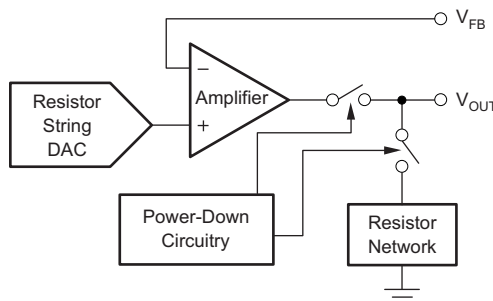 V_FB
Resistor
String
DAC
−
Amplifier
+
V_OUT
Power-Down
Circuitry
Resistor
Network